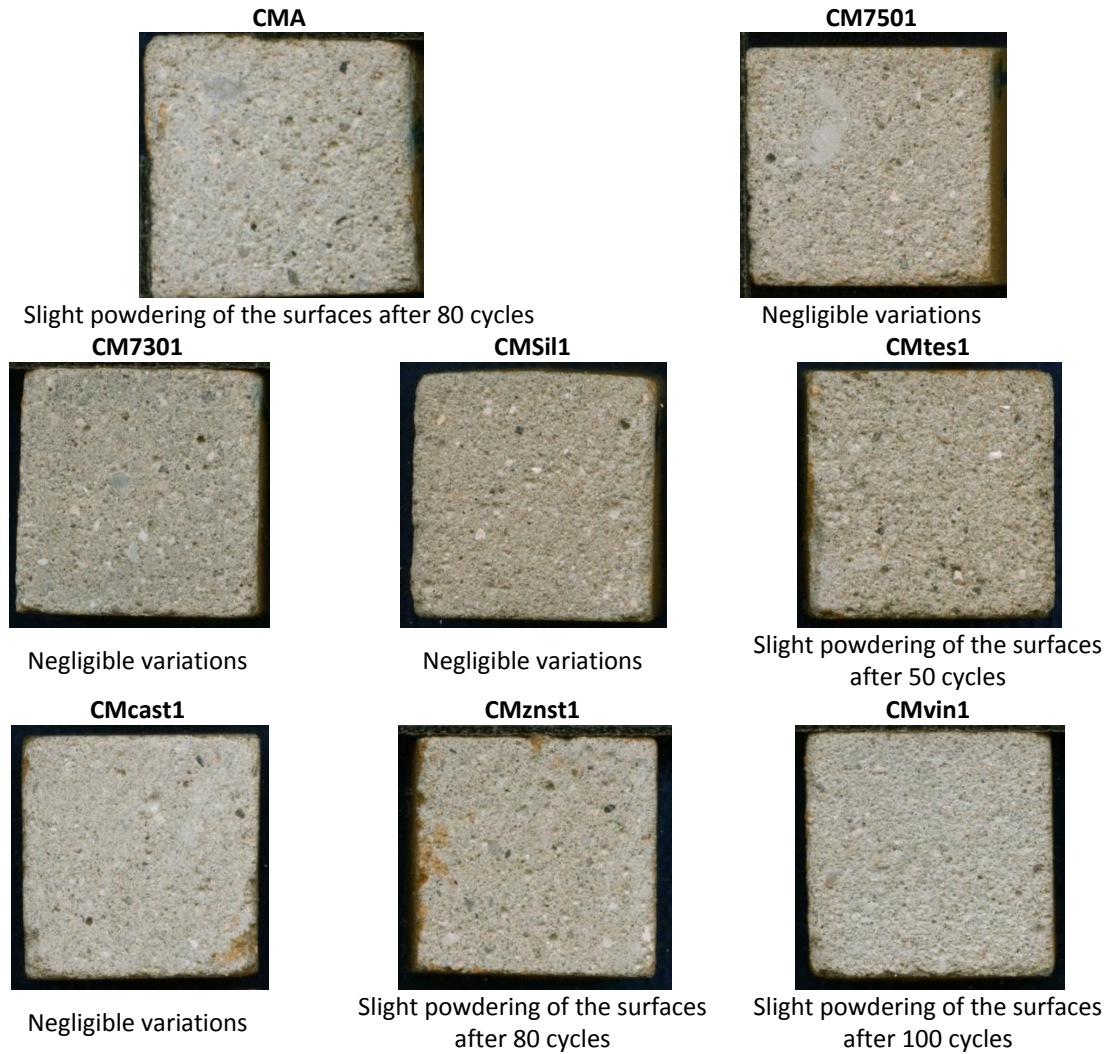 CMA
CM7501
Slight powdering of the surfaces after 80 cycles
Negligible variations
CM7301
CMSil1
CMtes1
Negligible variations
Negligible variations
Slight powdering of the surfaces
after 50 cycles
CMcast1
CMznst1
CMvin1
Negligible variations
Slight powdering of the surfaces
after 80 cycles
Slight powdering of the surfaces
after 100 cycles